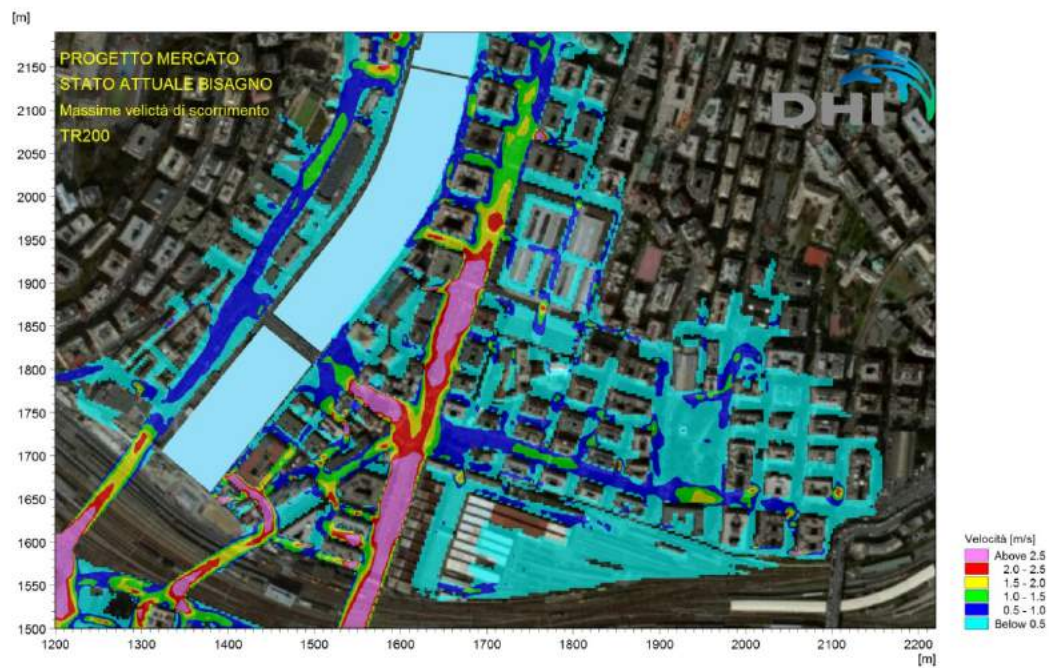 [m]
PROGETTO MERCATO
STATO ATTUALE BISAGNO
Massime velictà di scorrimento
TR200
DHI
2150
2100
2050
2000
1950
1900
1850
1800
1750
1700
1650
1600
1550
1500
1200
1300
1400
1500
1600
1700
1800
1900
2000
2100
2200
[m]
Velocità [m/s]
Above 2.5
2.0 - 2.5
1.5 - 2.0
1.0 - 1.5
0.5 - 1.0
Below 0.5